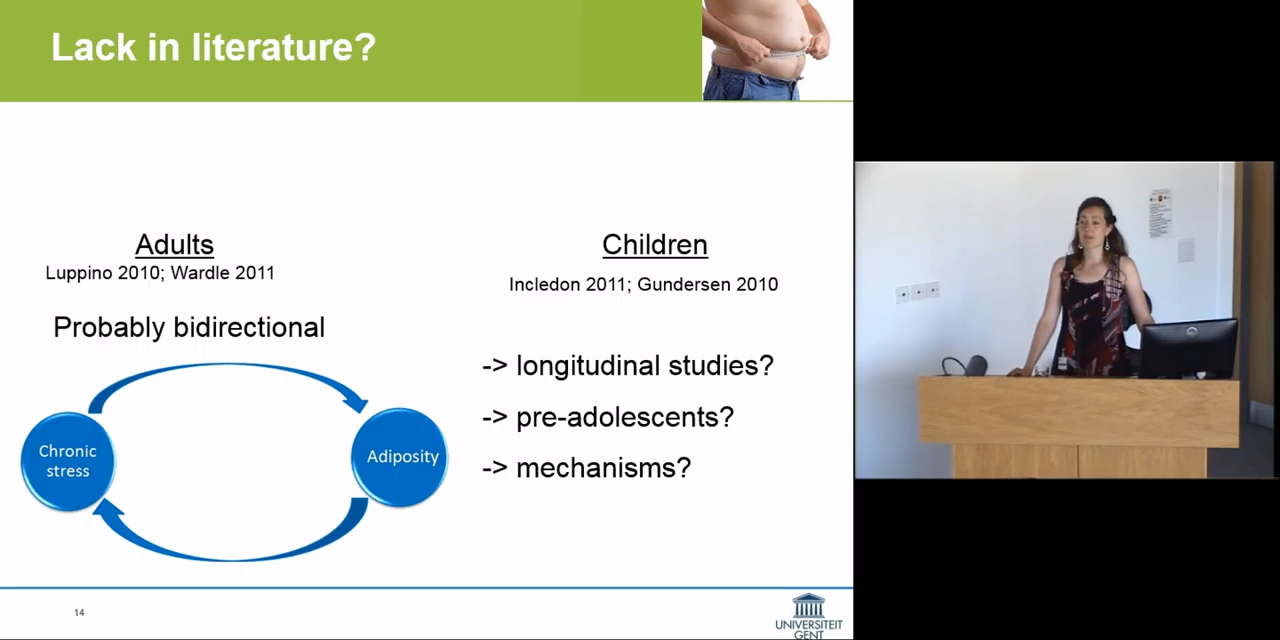 Lack in literature?
Adults
Luppino 2010; Wardle 2011
Probably bidirectional
Chronic
stress
Adiposity
Children
Incledon 2011; Gundersen 2010
-> longitudinal studies?
-> pre-adolescents?
-> mechanisms?
14
UNIVERSITEIT
GENT